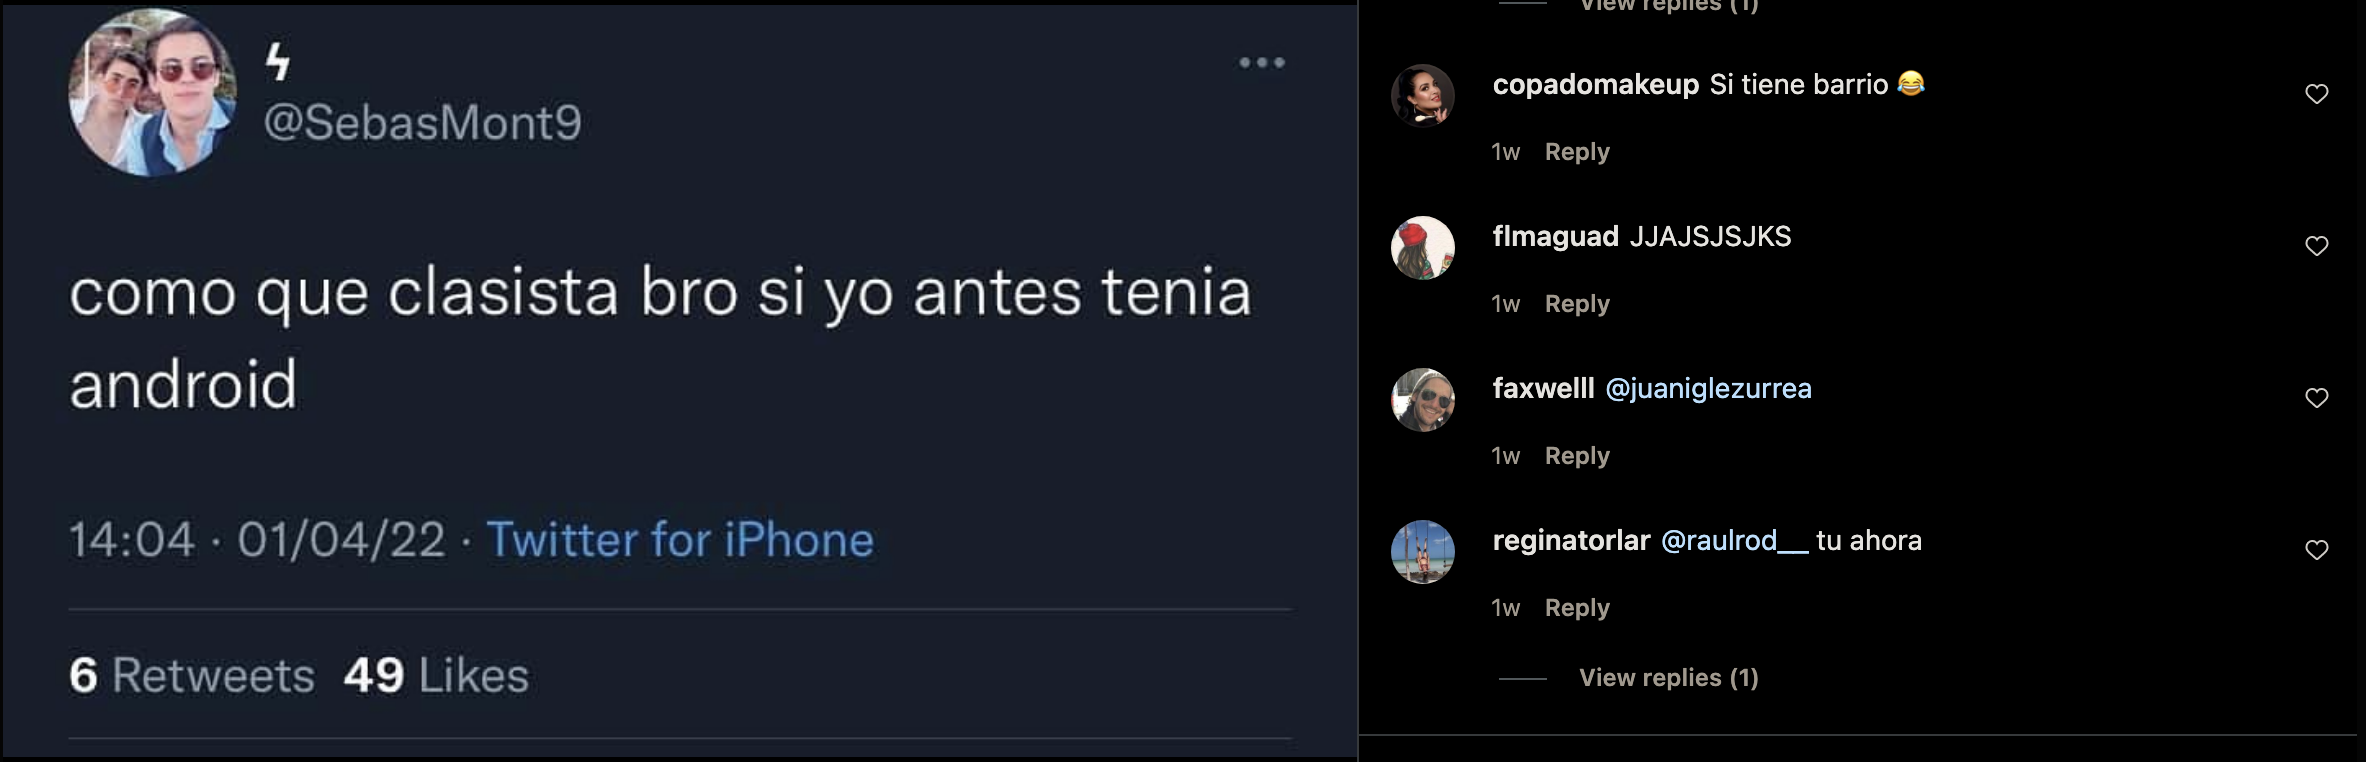 ϟ
@SebasMont9
como que clasista bro si yo antes tenia
android
14:04 · 01/04/22 · Twitter for iPhone
6 Retweets 49 Likes
View replies (1)
copadomakeup Si tiene barrio 😂
1w Reply
flmaguad JJAJSJSJKS
1w Reply
faxwelll @juaniglezurrea
1w Reply
reginatorlar @raulrod__ tu ahora
1w Reply
View replies (1)